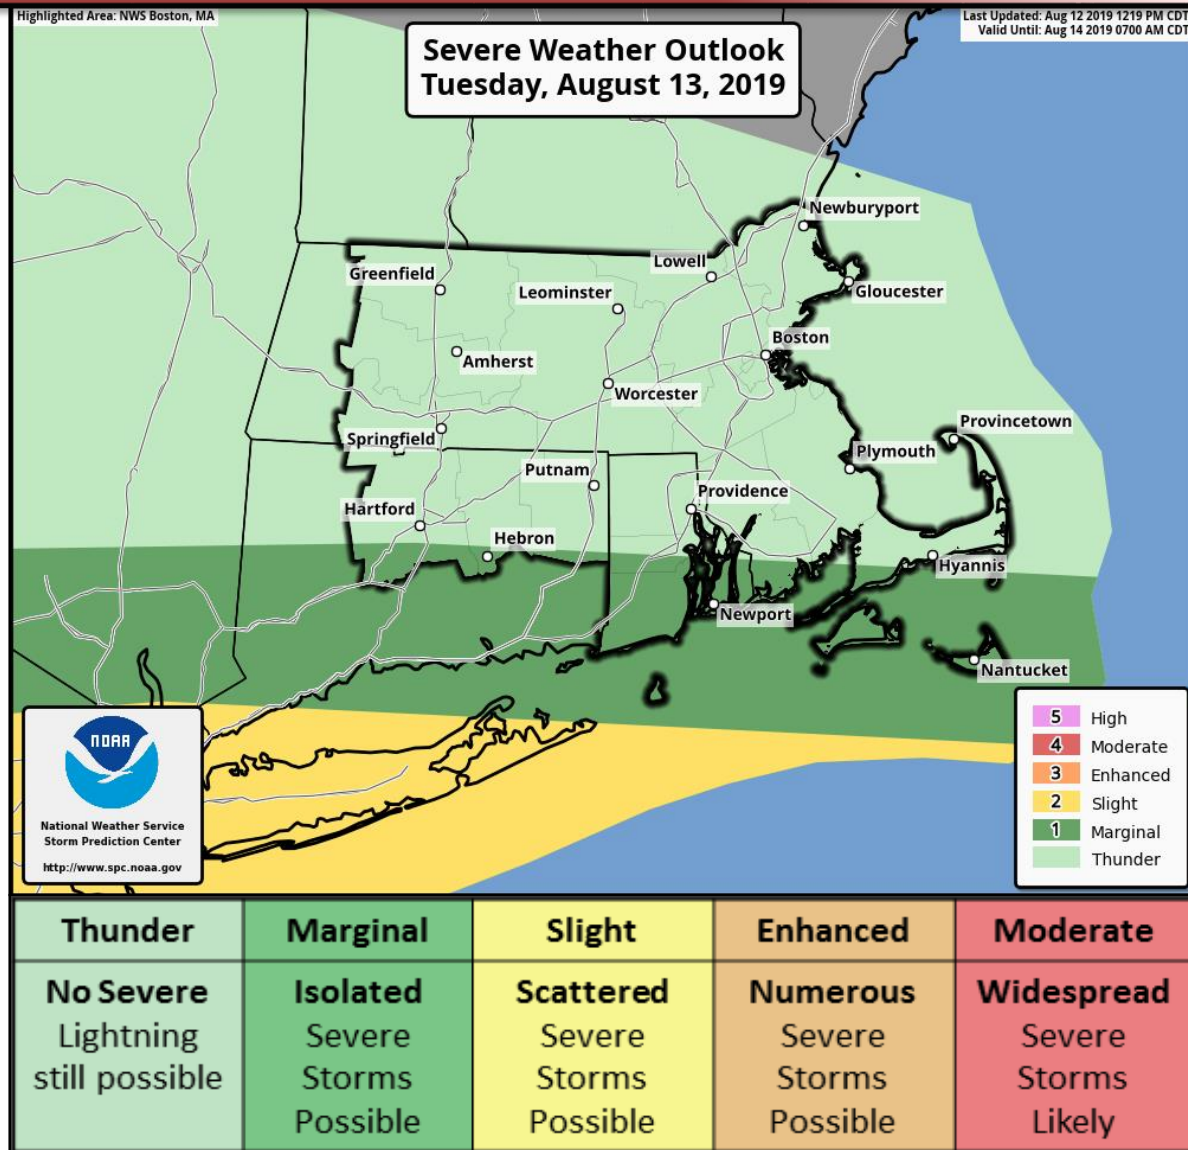 Highlighted Area: NWS Boston, MA
Last Updated: Aug 12 2019 1219 PM CDT
Valid Until: Aug 14 2019 0700 AM CDT
Severe Weather Outlook
Tuesday, August 13, 2019
Newburyport
Lowell
Greenfield
Leominster
Gloucester
Boston
Amherst
Worcester
Provincetown
Springfield
Plymouth
Putnam
Providence
Hartford
Hebron
Hyannis
Newport
Nantucket
NOAA
National Weather Service
Storm Prediction Center
http://www.spc.noaa.gov
5 High
4 Moderate
3 Enhanced
2 Slight
1 Marginal
Thunder
Thunder
No Severe
Lightning
still possible
Marginal
Isolated
Severe
Storms
Possible
Slight
Scattered
Severe
Storms
Possible
Enhanced
Numerous
Severe
Storms
Possible
Moderate
Widespread
Severe
Storms
Likely